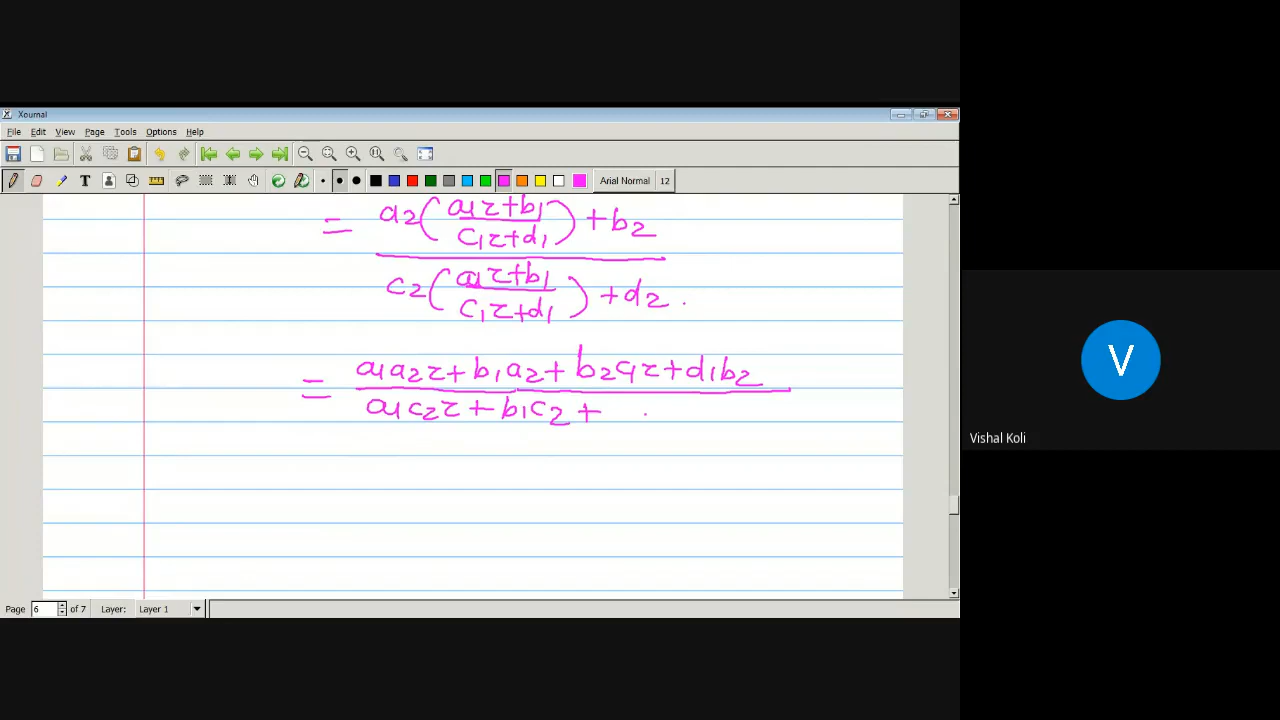 Xournal
File Edit View Page Tools Options Help
Arial Normal 12
= a₂(a₁z+b₁/c₁z+d₁)+b₂
c₂(a₁z+b₁/c₁z+d₁)+d₂.
= a₁a₂z+b₁a₂+b₂c₁z+d₁b₂
a₁c₂z+b₁c₂+
V
Vishal Koli
Page 6 of 7 Layer: Layer 1